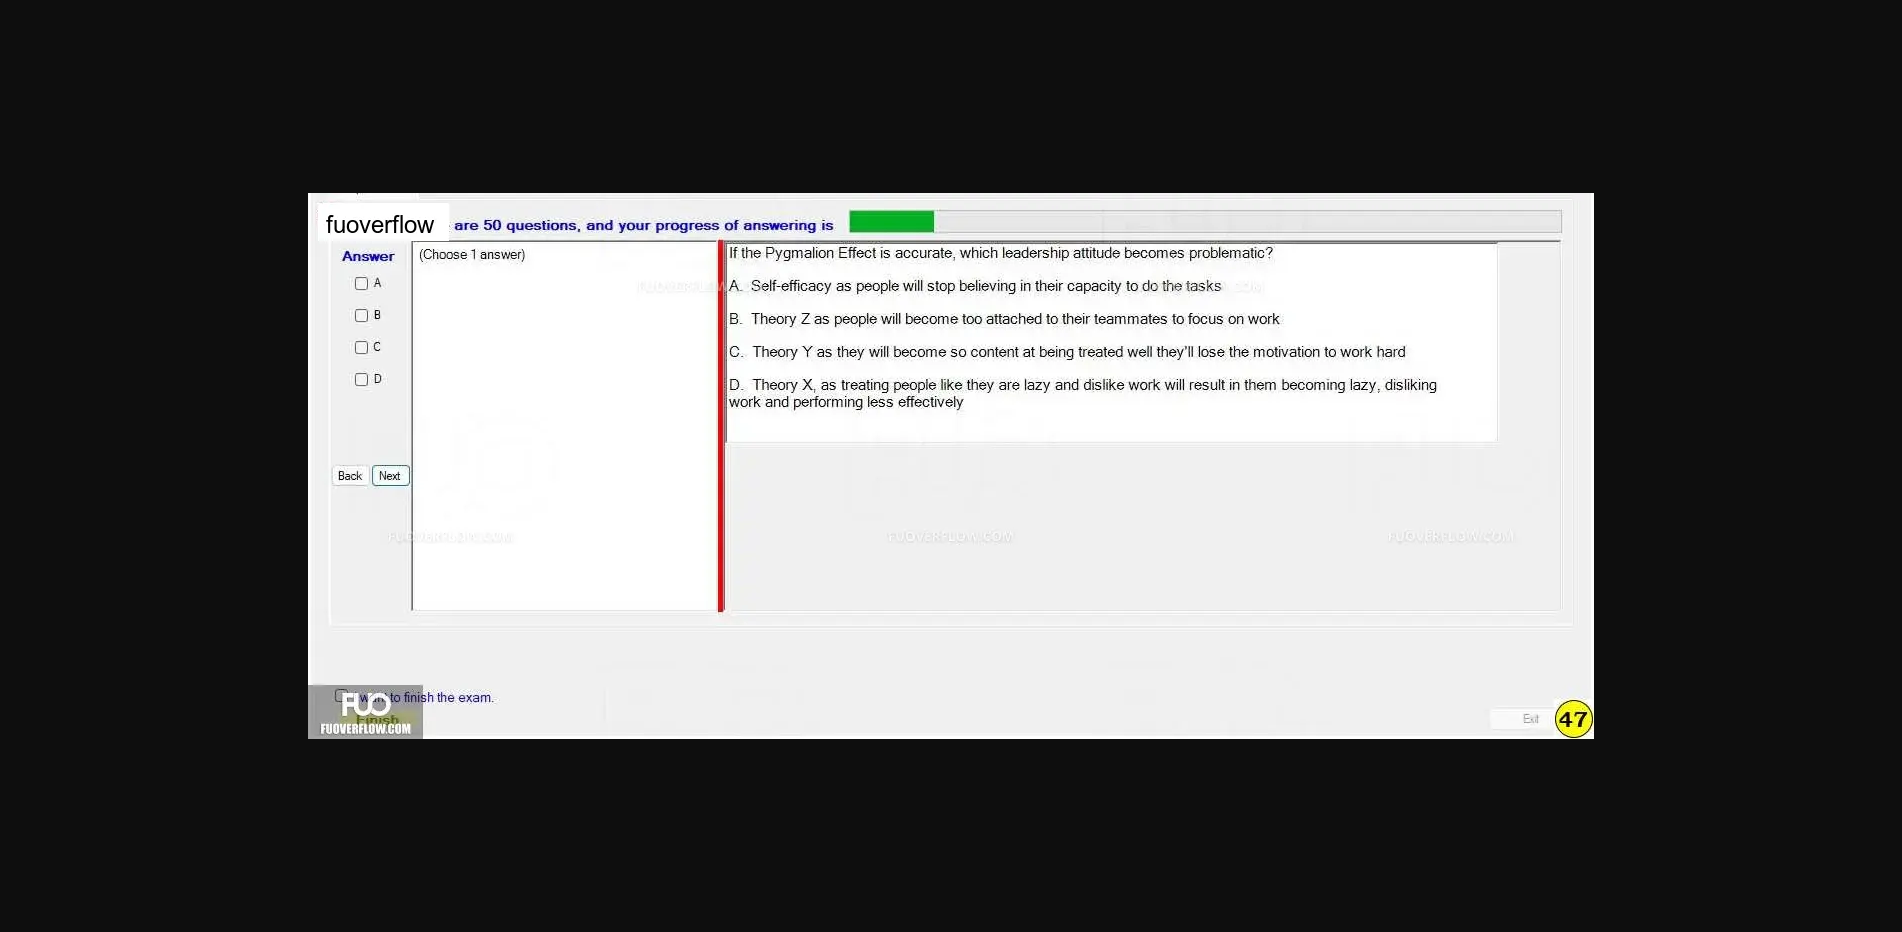 fuoverflow are 50 questions, and your progress of answering is
Answer
(Choose 1 answer)
A
B
C
D
Back Next
If the Pygmalion Effect is accurate, which leadership attitude becomes problematic?
A. Self-efficacy as people will stop believing in their capacity to do the tasks
B. Theory Z as people will become too attached to their teammates to focus on work
C. Theory Y as they will become so content at being treated well they'll lose the motivation to work hard
D. Theory X, as treating people like they are lazy and dislike work will result in them becoming lazy, disliking
work and performing less effectively
FUOVERFLOW.COM
FUOVERFLOW.COM
FUOVERFLOW.COM
I want to finish the exam.
Finish
FUO
FUOVERFLOW.COM
Exit
47